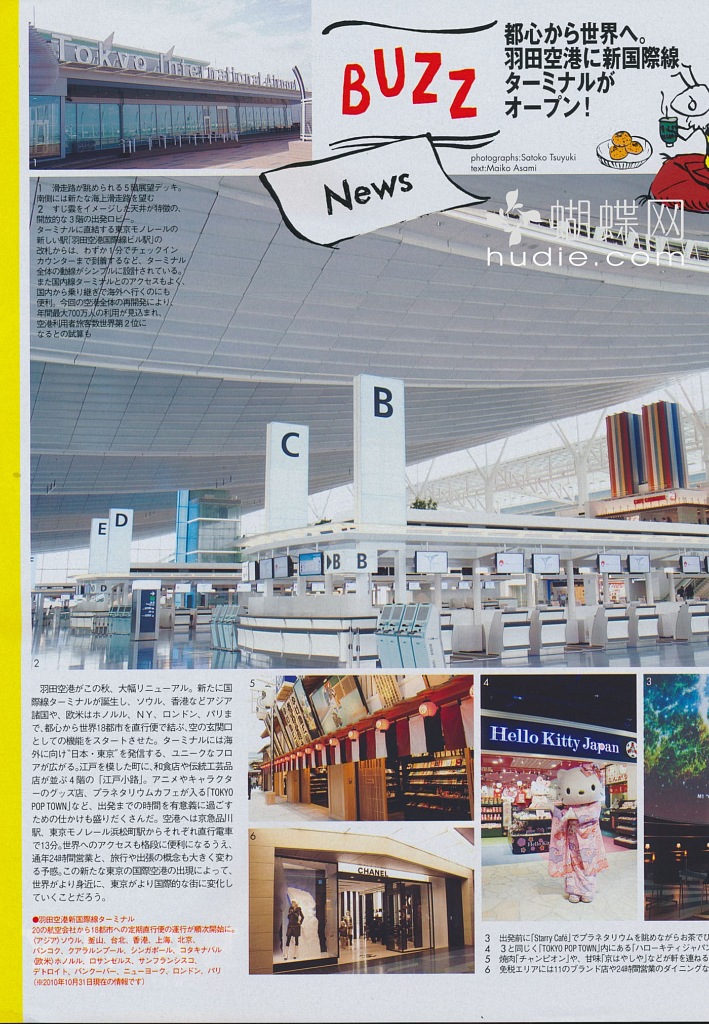 Tokyo International Airport
BUZZ
News
都心から世界へ。
羽田空港に新国際線
ターミナルが
オープン!
photographs:Satoko Tsuyuki
text:Maiko Asami
1 滑走路が眺められる5階展望デッキ。
南側には新たな海上滑走路を望む
2 すじ雲をイメージした天井が特徴の、
開放的な3階の出発ロビー。
ターミナルに直結する東京モノレールの
新しい駅「羽田空港国際線ビル駅」の
改札からは、わずか1分でチェックイン
カウンターまで到着するなど、ターミナル
全体の動線がシンプルに設計されている。
また国内線ターミナルとのアクセスもよく、
国内から乗り継ぎで海外へ行くのにも
便利。今回の空港全体の再開発により、
年間最大700万人の利用が見込まれ、
空港利用者旅客数世界第2位に
なるとの試算も
蝴蝶网
hudie.com
1
B
C
D
E
B B
D
2
羽田空港がこの秋、大幅リニューアル。新たに国
際線ターミナルが誕生し、ソウル、香港などアジア
諸国や、欧米はホノルル、NY、ロンドン、パリま
で、都心から世界18都市を直行便で結ぶ、空の玄関口
としての機能をスタートさせた。ターミナルには海
外に向け“日本・東京”を発信する、ユニークなフロ
アが広がる。江戸を模した町に、和食店や伝統工芸品
店が並ぶ4階の「江戸小路」。アニメやキャラクタ
ーのグッズ店、プラネタリウムカフェが入る「TOKYO
POP TOWN」など、出発までの時間を有意義に過ごす
ための仕かけも盛りだくさんだ。空港へは京急品川
駅、東京モノレール浜松町駅からそれぞれ直行電車
で13分。世界へのアクセスも格段に便利になるうえ、
通年24時間営業と、旅行や出張の概念も大きく変わ
る予感。この新たな東京の国際空港の出現によって、
世界がより身近に、東京がより国際的な街に変化し
ていくことだろう。
●羽田空港新国際線ターミナル
20の航空会社から18都市への定期直行便の運行が順次開始に。
〈アジア〉ソウル、釜山、台北、香港、上海、北京、
バンコク、クアラルンプール、シンガポール、コタキナバル
〈欧米〉ホノルル、ロサンゼルス、サンフランシスコ、
デトロイト、バンクーバー、ニューヨーク、ロンドン、パリ
(※2010年10月31日現在の情報です)
5
4
3
Hello Kitty Japan
6
CHANEL
3 出発前に「Starry Café」でプラネタリウムを眺めながらお茶でひ
4 3と同じく「TOKYO POP TOWN」内にある「ハローキティジャパン
5 焼肉「チャンピオン」や、甘味「京はやしや」などが軒を連ねる
6 免税エリアには11のブランド店や24時間営業のダイニングな